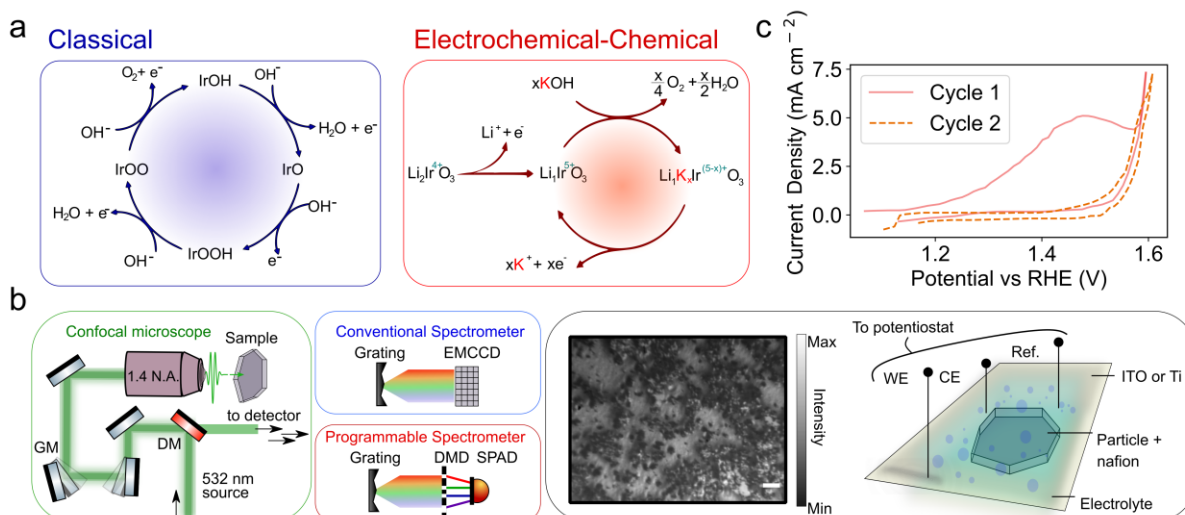 a
Classical
O₂+ e⁻
IrOH
OH⁻
H₂O + e⁻
IrO
OH⁻
e⁻
IrOOH
OH⁻
H₂O + e⁻
IrOO
OH⁻
Electrochemical-Chemical
xKOH
x/4 O₂ + x/2 H₂O
Li⁺+ e⁻
Li₂Ir⁴⁺O₃
Li₁Ir⁵⁺O₃
Li₁KₓIr⁽⁵⁻ˣ⁾⁺O₃
xK⁺ + xe⁻
c
Current Density (mA cm⁻²)
7.5
5.0
2.5
0.0
Cycle 1
Cycle 2
1.2
1.4
1.6
Potential vs RHE (V)
b
Confocal microscope
Sample
1.4 N.A.
to detector
GM
DM
532 nm
source
Conventional Spectrometer
Grating
EMCCD
Programmable Spectrometer
Grating
DMD
SPAD
Max
Intensity
Min
To potentiostat
WE
CE
Ref.
ITO or Ti
Particle +
nafion
Electrolyte